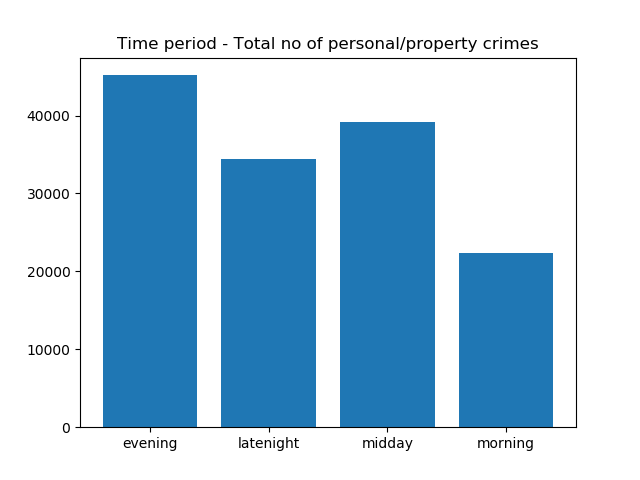 Time period - Total no of personal/property crimes
40000
30000
20000
10000
0
evening latenight midday morning